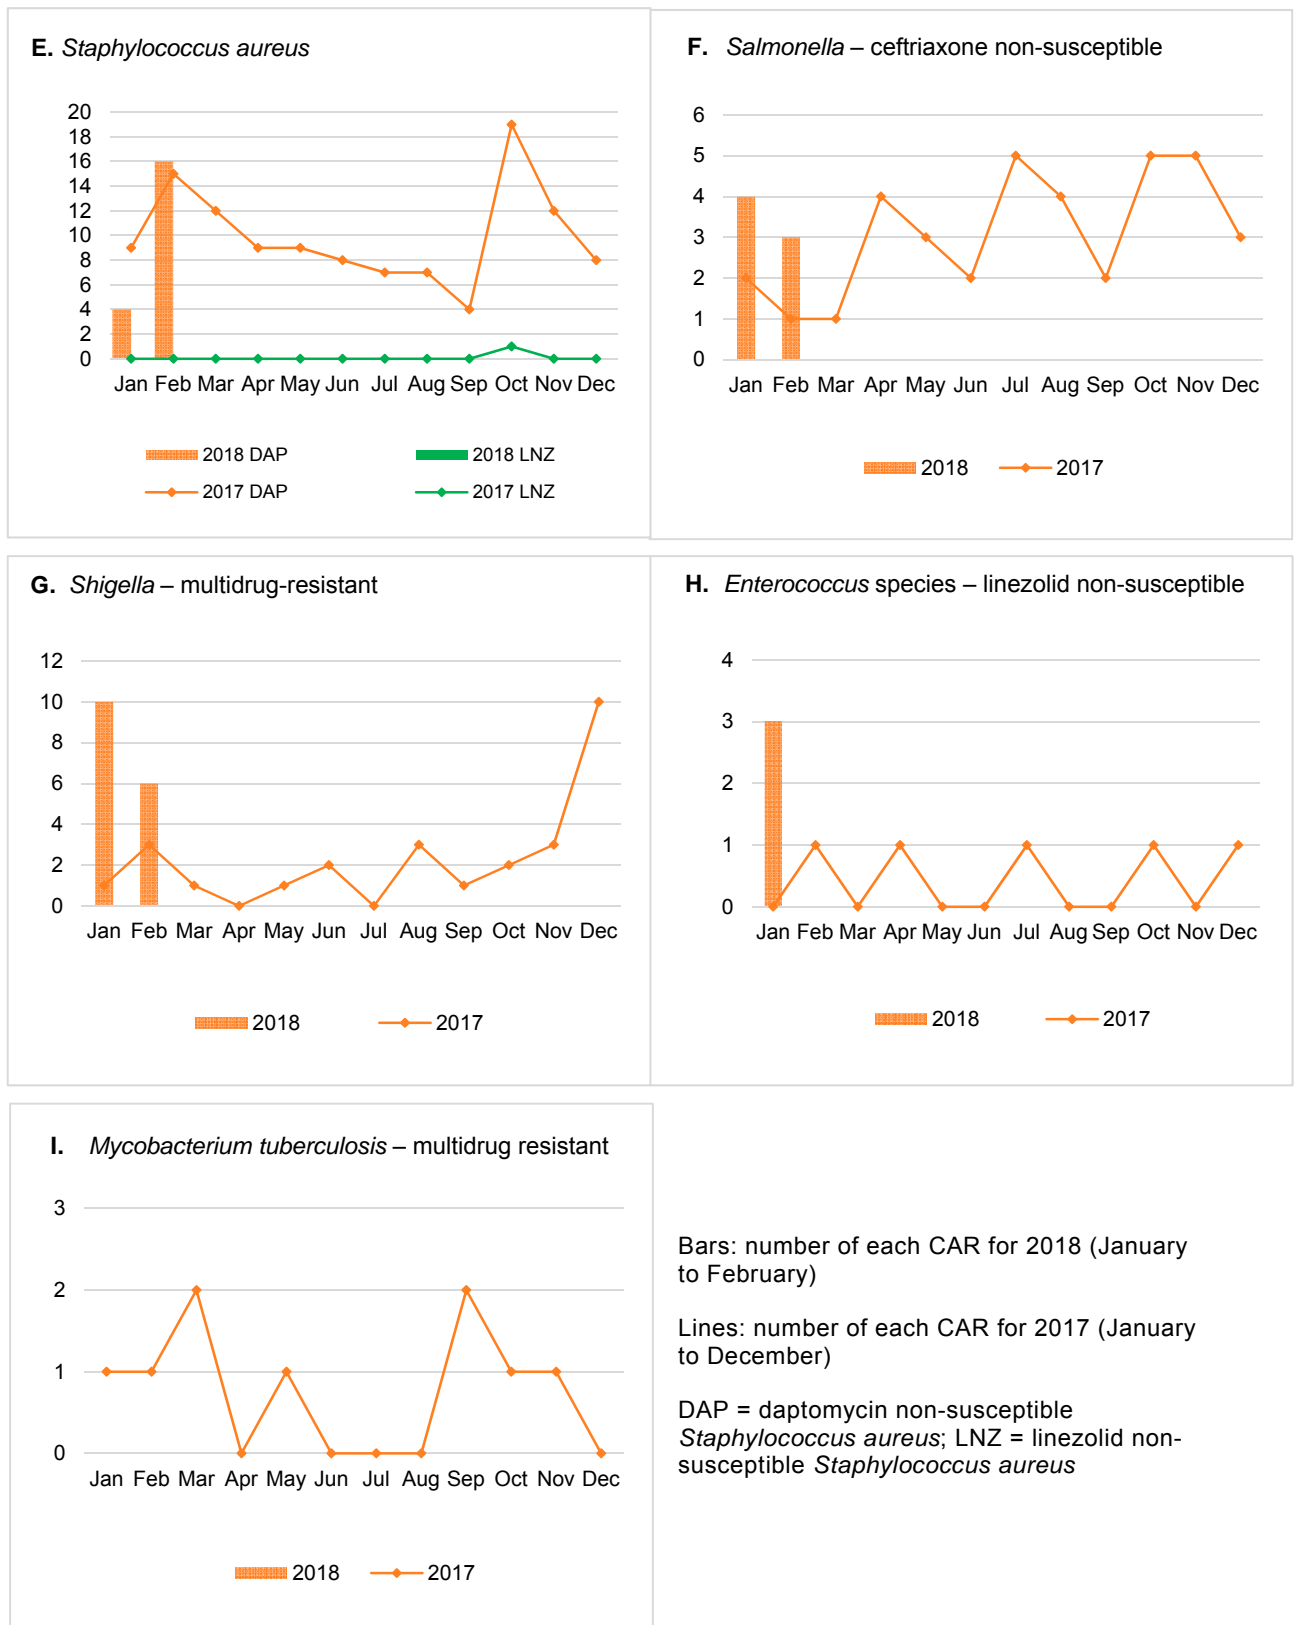 E. Staphylococcus aureus
20
18
16
14
12
10
8
6
4
2
0
Jan Feb Mar Apr May Jun Jul Aug Sep Oct Nov Dec
2018 DAP 2018 LNZ
2017 DAP 2017 LNZ
F. Salmonella – ceftriaxone non-susceptible
6
5
4
3
2
1
0
Jan Feb Mar Apr May Jun Jul Aug Sep Oct Nov Dec
2018 2017
G. Shigella – multidrug-resistant
12
10
8
6
4
2
0
Jan Feb Mar Apr May Jun Jul Aug Sep Oct Nov Dec
2018 2017
H. Enterococcus species – linezolid non-susceptible
4
3
2
1
0
Jan Feb Mar Apr May Jun Jul Aug Sep Oct Nov Dec
2018 2017
I. Mycobacterium tuberculosis – multidrug resistant
3
2
1
0
Jan Feb Mar Apr May Jun Jul Aug Sep Oct Nov Dec
2018 2017
Bars: number of each CAR for 2018 (January
to February)
Lines: number of each CAR for 2017 (January
to December)
DAP = daptomycin non-susceptible
Staphylococcus aureus; LNZ = linezolid non-
susceptible Staphylococcus aureus